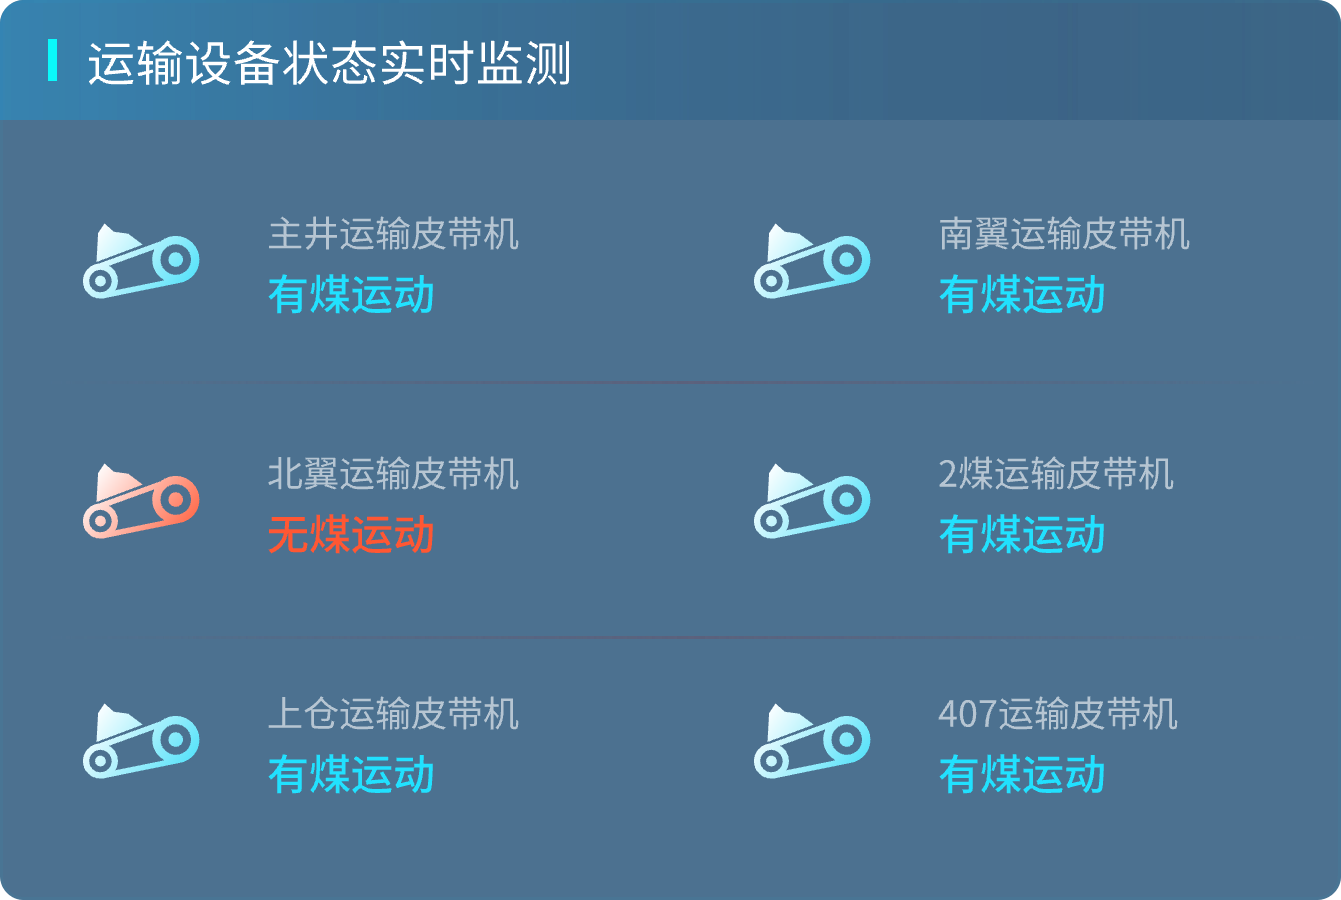 运输设备状态实时监测
主井运输皮带机
有煤运动
南翼运输皮带机
有煤运动
北翼运输皮带机
无煤运动
2煤运输皮带机
有煤运动
上仓运输皮带机
有煤运动
407运输皮带机
有煤运动